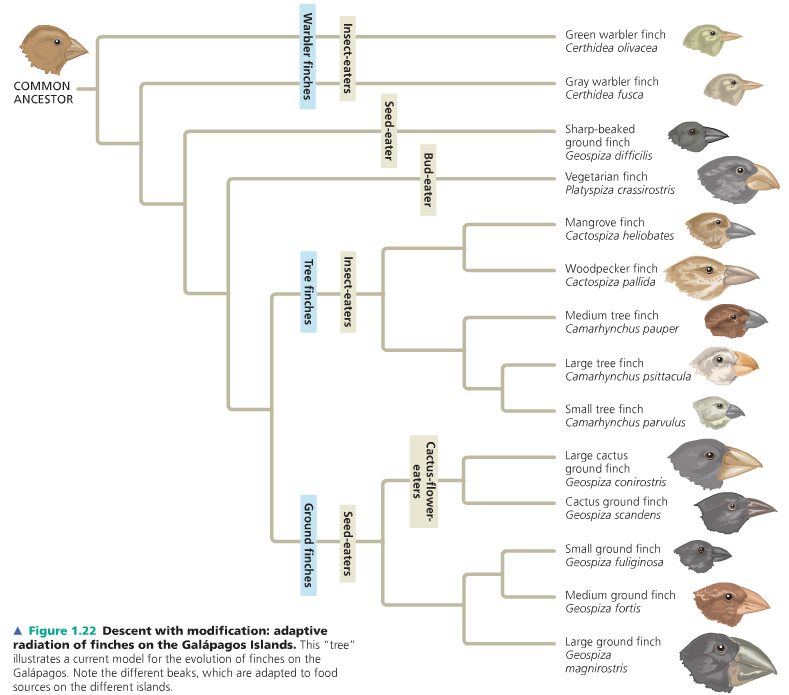 COMMON
ANCESTOR
Warbler finches
Insect-eaters
Green warbler finch
Certhidea olivacea
Gray warbler finch
Certhidea fusca
Seed-eater
Sharp-beaked
ground finch
Geospiza difficilis
Bud-eater
Vegetarian finch
Platyspiza crassirostris
Tree finches
Insect-eaters
Mangrove finch
Cactospiza heliobates
Woodpecker finch
Cactospiza pallida
Medium tree finch
Camarhynchus pauper
Large tree finch
Camarhynchus psittacula
Small tree finch
Camarhynchus parvulus
Ground finches
Seed-eaters
Cactus-flower-
eaters
Large cactus
ground finch
Geospiza conirostris
Cactus ground finch
Geospiza scandens
Small ground finch
Geospiza fuliginosa
Medium ground finch
Geospiza fortis
Large ground finch
Geospiza
magnirostris
▲ Figure 1.22 Descent with modification: adaptive
radiation of finches on the Galápagos Islands. This “tree”
illustrates a current model for the evolution of finches on the
Galápagos. Note the different beaks, which are adapted to food
sources on the different islands.